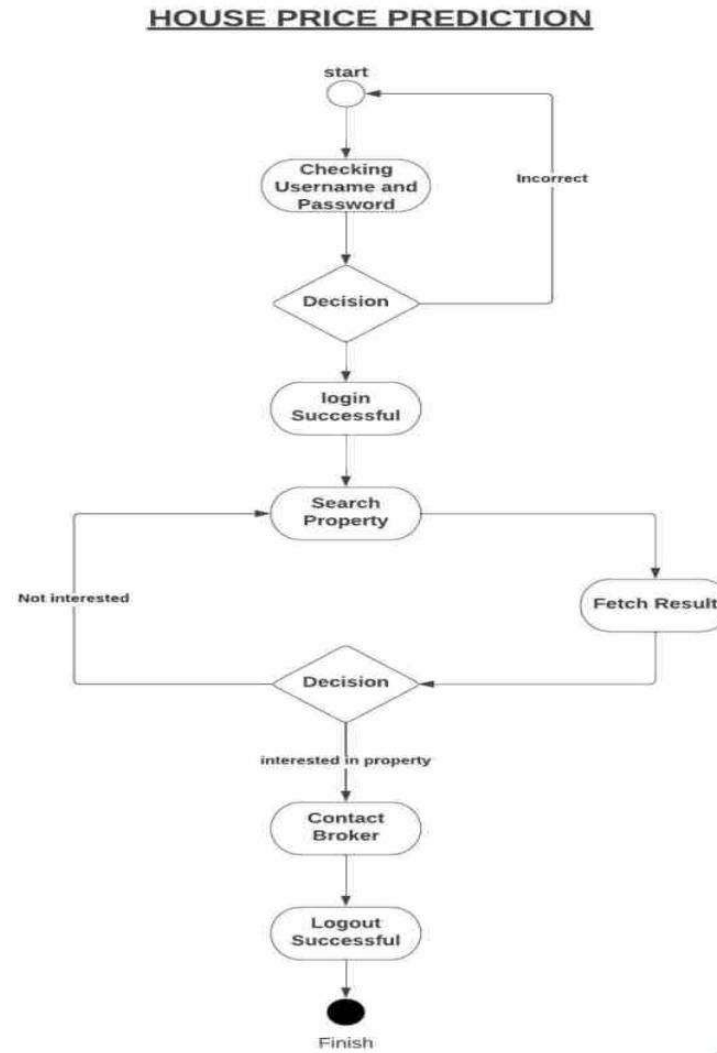 HOUSE PRICE PREDICTION
start
Checking
Username and
Password
Incorrect
Decision
login
Successful
Search
Property
Not interested
Fetch Result
Decision
interested in property
Contact
Broker
Logout
Successful
Finish